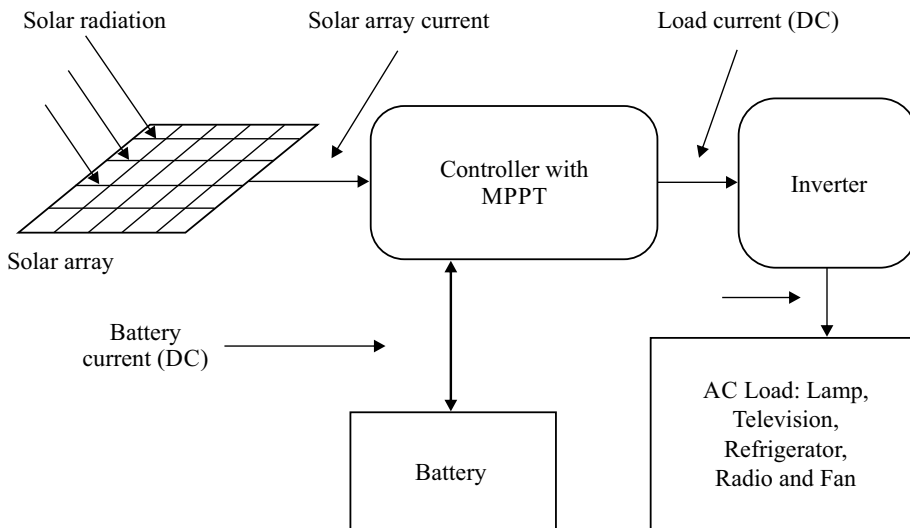 Solar radiation
Solar array current
Load current (DC)
Controller with
MPPT
Inverter
Solar array
Battery
current (DC)
AC Load: Lamp,
Television,
Refrigerator,
Radio and Fan
Battery